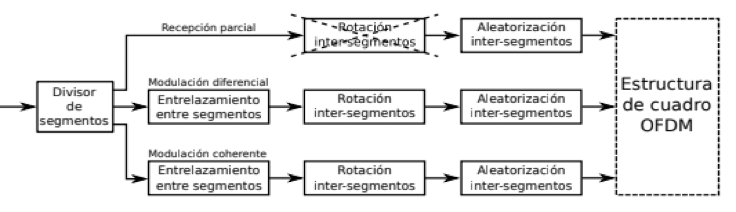 Recepción parcial
Rotación
inter-segmentos
Aleatorización
inter-segmentos
Divisor
de
segmentos
Modulación diferencial
Entrelazamiento
entre segmentos
Rotación
inter-segmentos
Aleatorización
inter-segmentos
Modulación coherente
Entrelazamiento
entre segmentos
Rotación
inter-segmentos
Aleatorización
inter-segmentos
Estructura
de cuadro
OFDM